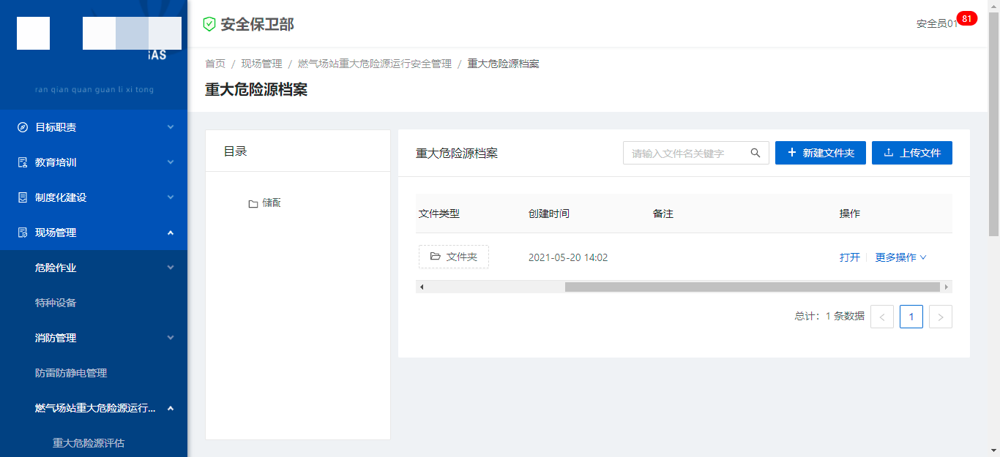 安全保卫部
安全员01
81
GAS
ran qian quan guan li xi tong
首页 / 现场管理 / 燃气场站重大危险源运行安全管理 / 重大危险源档案
重大危险源档案
目标职责
教育培训
制度化建设
现场管理
危险作业
特种设备
消防管理
防雷防静电管理
燃气场站重大危险源运行...
重大危险源评估
目录
储配
重大危险源档案
请输入文件名关键字
+ 新建文件夹
上传文件
文件类型 创建时间 备注 操作
文件夹 2021-05-20 14:02 打开 更多操作
总计：1 条数据 < 1 >